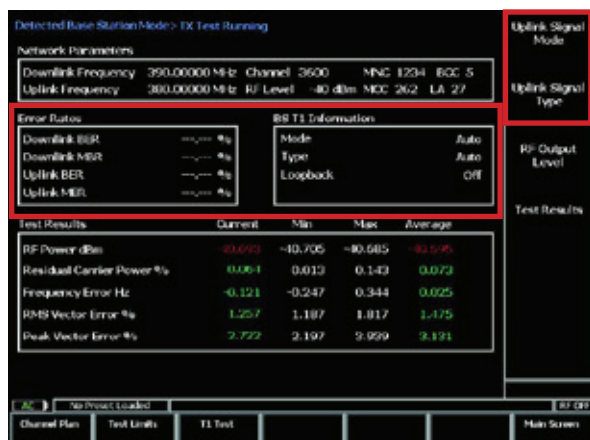 Detected Base Station Mode> TX Test Running
Network Parameters
Downlink Frequency 390.00000 MHz Channel 3600 MNC 1234 BCC 5
Uplink Frequency 380.00000 MHz RF Level -40 dBm MCC 262 LA 27
Error Rates
Downlink BER ---.--- %
Downlink MBR ---.--- %
Uplink BER ---.--- %
Uplink MBR ---.--- %
BS T1 Information
Mode Auto
Type Auto
Loopback Off
Test Results Current Min Max Average
RF Power dBm -40.705 -40.685
Residual Carrier Power % 0.064 0.013 0.143 0.073
Frequency Error Hz -0.121 -0.247 0.344 0.025
RMS Vector Error % 1.257 1.187 1.817 1.475
Peak Vector Error % 2.722 2.197 3.939 3.131
AC No Preset Loaded RF OFF
Channel Plan Test Limits T1 Test Main Screen
Uplink Signal
Mode
Uplink Signal
Type
RF Output
Level
Test Results